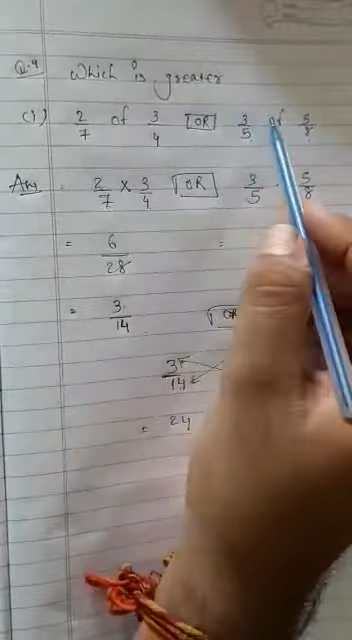 Q.4 Which is greater
(i) 2/7 of 3/4 OR 3/5 of 5/8
Ans. 2/7 × 3/4 OR 3/5 5/8
= 6/28 =
= 3/14 OR
3/14
= 24